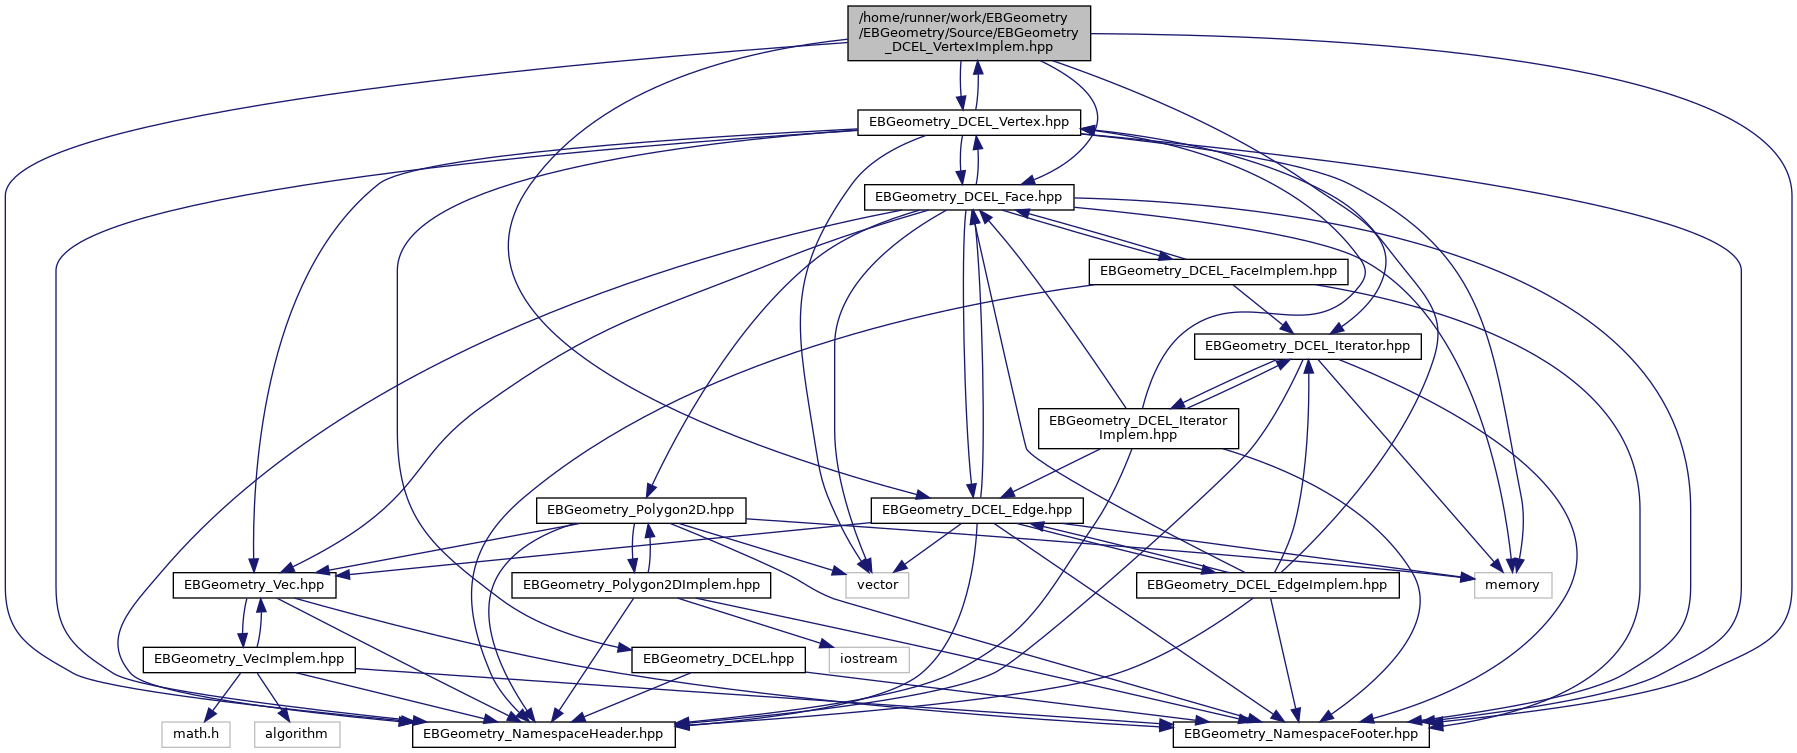 /home/runner/work/EBGeometry
/EBGeometry/Source/EBGeometry
_DCEL_VertexImplem.hpp
EBGeometry_DCEL_Vertex.hpp
EBGeometry_DCEL_Face.hpp
EBGeometry_DCEL_FaceImplem.hpp
EBGeometry_DCEL_Iterator.hpp
EBGeometry_DCEL_Iterator
Implem.hpp
EBGeometry_Polygon2D.hpp
EBGeometry_DCEL_Edge.hpp
EBGeometry_Vec.hpp
EBGeometry_Polygon2DImplem.hpp
vector
EBGeometry_DCEL_EdgeImplem.hpp
memory
EBGeometry_VecImplem.hpp
EBGeometry_DCEL.hpp
iostream
math.h
algorithm
EBGeometry_NamespaceHeader.hpp
EBGeometry_NamespaceFooter.hpp